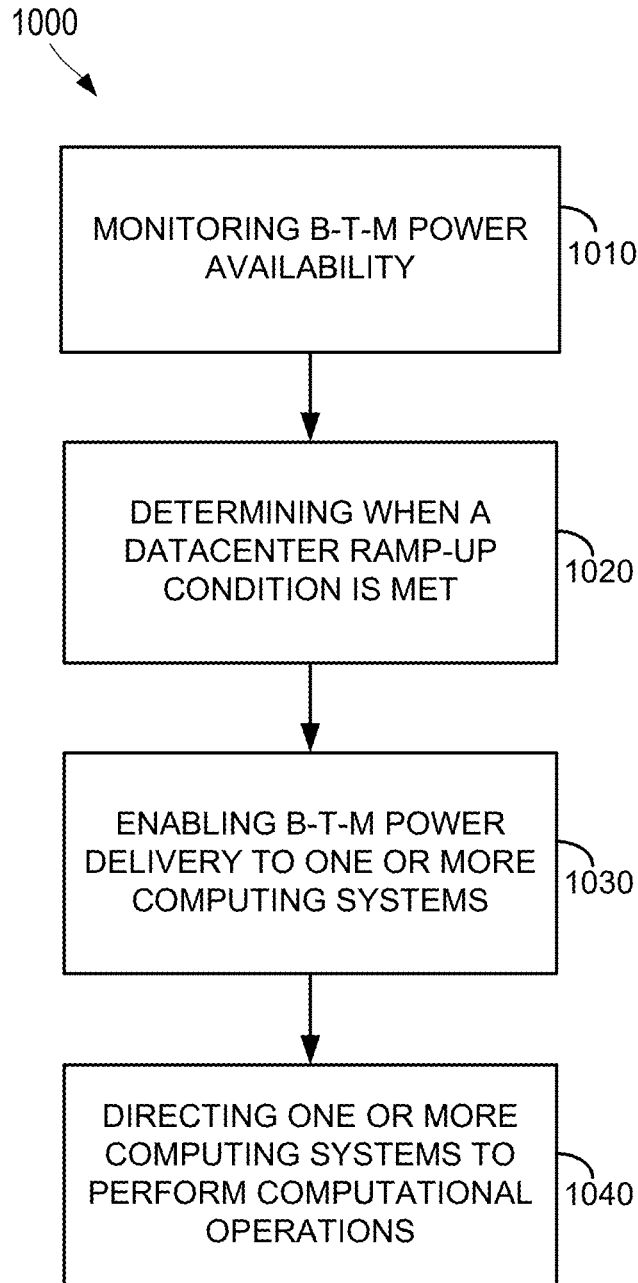 1000
MONITORING B-T-M POWER
AVAILABILITY
1010
DETERMINING WHEN A
DATACENTER RAMP-UP
CONDITION IS MET
1020
ENABLING B-T-M POWER
DELIVERY TO ONE OR MORE
COMPUTING SYSTEMS
1030
DIRECTING ONE OR MORE
COMPUTING SYSTEMS TO
PERFORM COMPUTATIONAL
OPERATIONS
1040